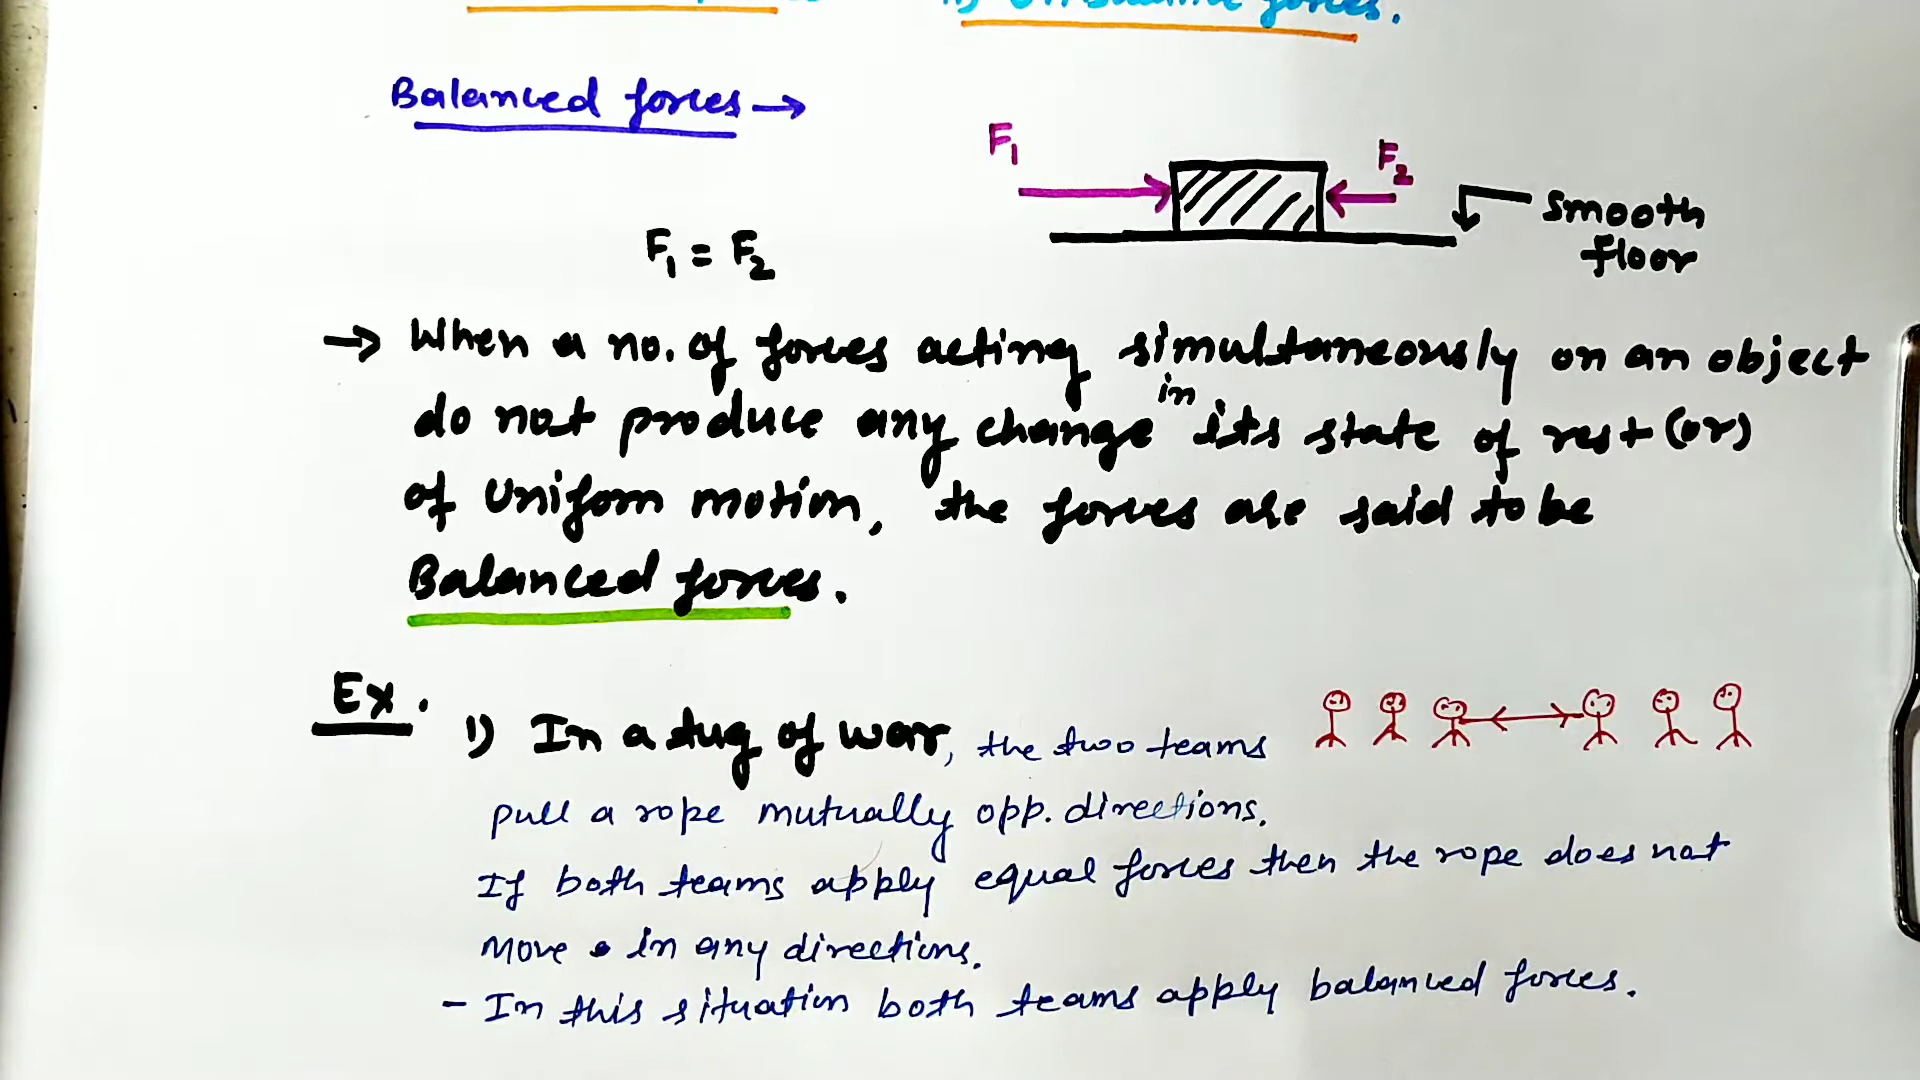 forces.
Balanced forces →
F₁
F₂
smooth
floor
F₁ = F₂
→ When a no. of forces acting simultaneously on an object
do not produce any change in its state of rest (or)
of Uniform motion, the forces are said to be
Balanced forces.
Ex.
1) In a tug of war, the two teams
pull a rope mutually opp. directions.
If both teams apply equal forces then the rope does not
move in any directions.
- In this situation both teams apply balanced forces.